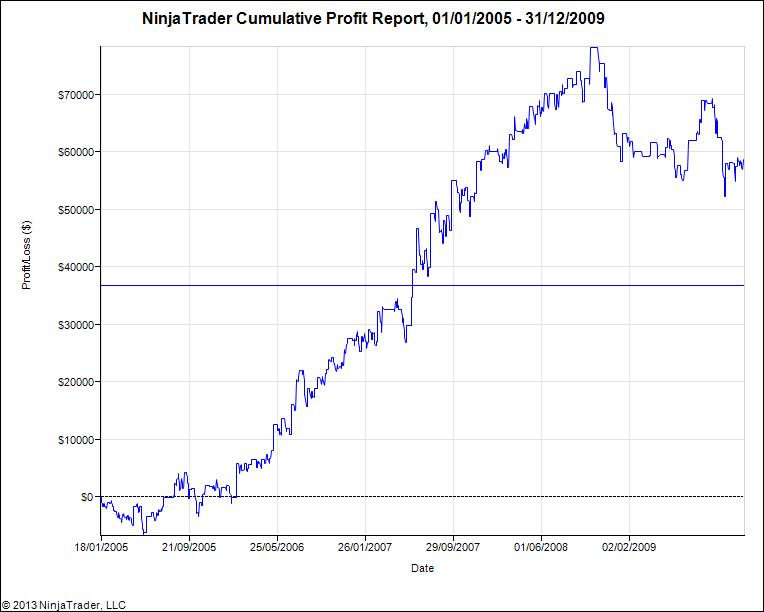 NinjaTrader Cumulative Profit Report, 01/01/2005 - 31/12/2009
$70000
$60000
$50000
$40000
$30000
$20000
$10000
$0
Profit/Loss ($)
18/01/2005 21/09/2005 25/05/2006 26/01/2007 29/09/2007 01/06/2008 02/02/2009
Date
© 2013 NinjaTrader, LLC